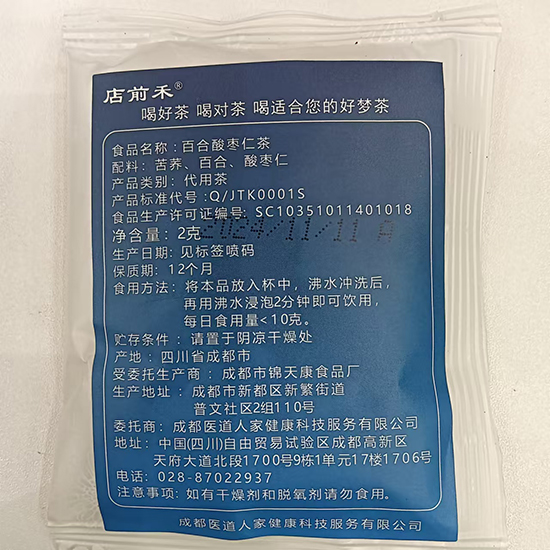 店前禾®
喝好茶 喝对茶 喝适合您的好梦茶
食品名称：百合酸枣仁茶
配料：苦荞、百合、酸枣仁
产品类别：代用茶
产品标准代号：Q/JTK0001S
食品生产许可证编号：SC10351011401018
净含量：2克
2024/11/11 A
生产日期：见标签喷码
保质期：12个月
食用方法：将本品放入杯中，沸水冲洗后，
再用沸水浸泡2分钟即可饮用，
每日食用量<10克。
贮存条件：请置于阴凉干燥处
产地：四川省成都市
受委托生产商：成都市锦天康食品厂
生产地址：成都市新都区新繁街道
普文社区2组110号
委托商：成都医道人家健康科技服务有限公司
地址：中国(四川)自由贸易试验区成都高新区
天府大道北段1700号9栋1单元17楼1706号
电话：028-87022937
注意事项：如有干燥剂和脱氧剂请勿食用。
成都医道人家健康科技服务有限公司